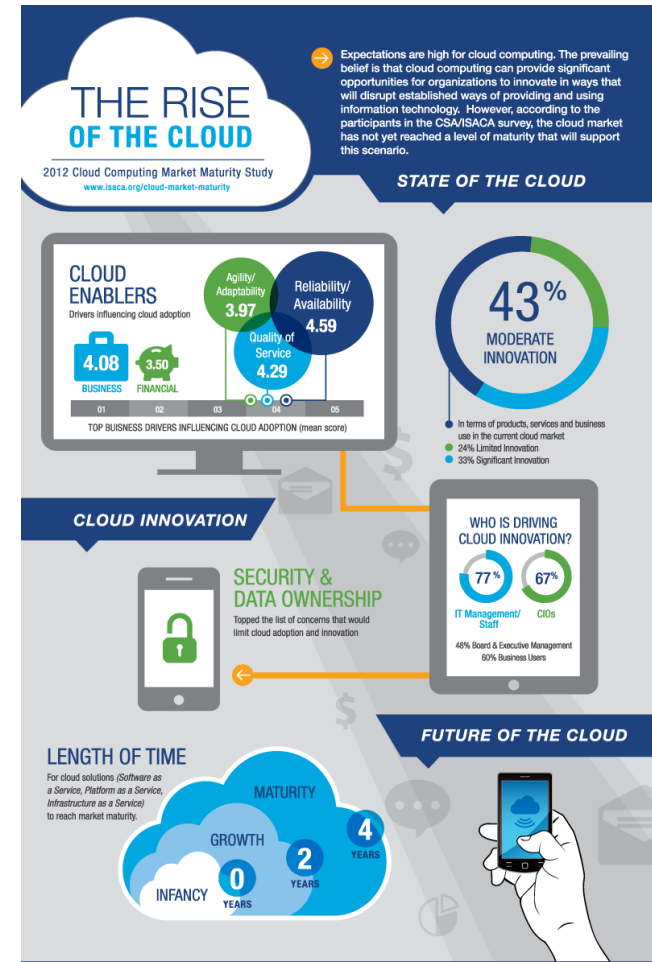 THE RISE
OF THE CLOUD
2012 Cloud Computing Market Maturity Study
www.isaca.org/cloud-market-maturity
Expectations are high for cloud computing. The prevailing
belief is that cloud computing can provide significant
opportunities for organizations to innovate in ways that
will disrupt established ways of providing and using
information technology. However, according to the
participants in the CSA/ISACA survey, the cloud market
has not yet reached a level of maturity that will support
this scenario.
STATE OF THE CLOUD
CLOUD
ENABLERS
Drivers influencing cloud adoption
4.08
BUSINESS
3.50
FINANCIAL
Agility/
Adaptability
3.97
Reliability/
Availability
4.59
Quality of
Service
4.29
01 02 03 04 05
TOP BUSINESS DRIVERS INFLUENCING CLOUD ADOPTION (mean score)
43%
MODERATE
INNOVATION
In terms of products, services and business
use in the current cloud market
24% Limited Innovation
33% Significant Innovation
CLOUD INNOVATION
$
WHO IS DRIVING
CLOUD INNOVATION?
77%
IT Management/
Staff
67%
CIOs
48% Board & Executive Management
60% Business Users
SECURITY &
DATA OWNERSHIP
Topped the list of concerns that would
limit cloud adoption and innovation
$
FUTURE OF THE CLOUD
LENGTH OF TIME
For cloud solutions (Software as
a Service, Platform as a Service,
Infrastructure as a Service)
to reach market maturity.
MATURITY
4
YEARS
GROWTH
2
YEARS
INFANCY
0
YEARS